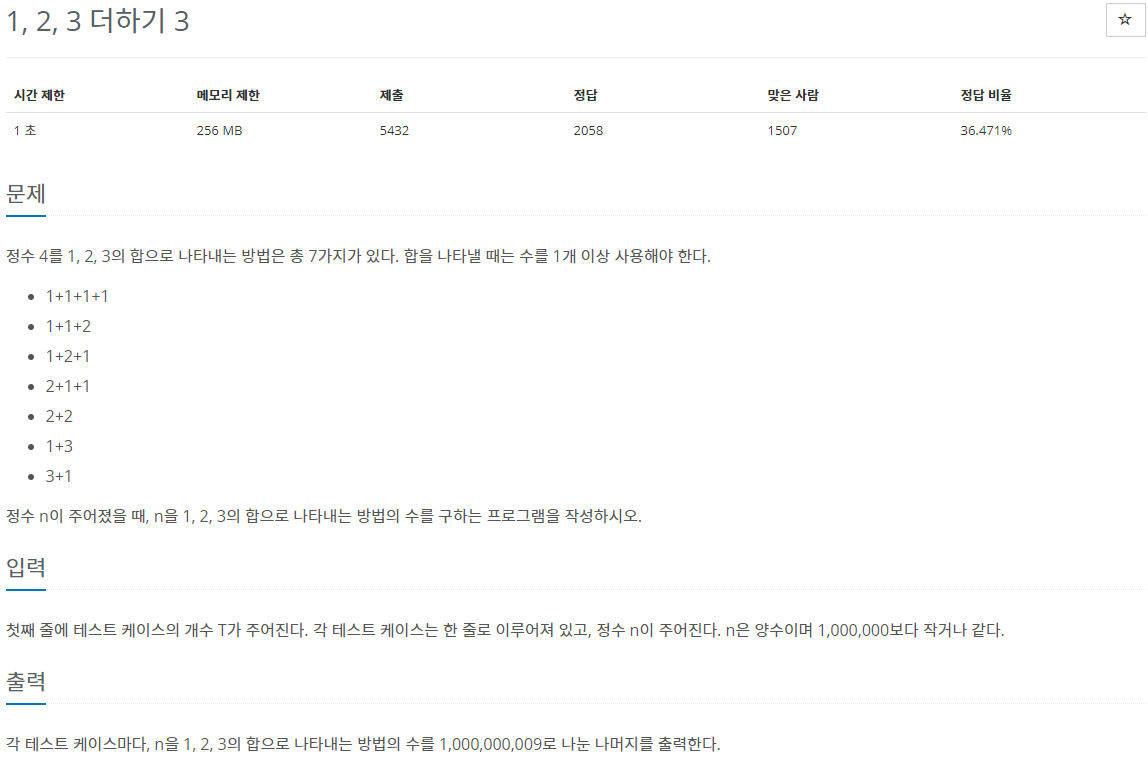 1, 2, 3 더하기 3
☆
시간 제한 메모리 제한 제출 정답 맞은 사람 정답 비율
1 초 256 MB 5432 2058 1507 36.471%
문제
정수 4를 1, 2, 3의 합으로 나타내는 방법은 총 7가지가 있다. 합을 나타낼 때는 수를 1개 이상 사용해야 한다.
• 1+1+1+1
• 1+1+2
• 1+2+1
• 2+1+1
• 2+2
• 1+3
• 3+1
정수 n이 주어졌을 때, n을 1, 2, 3의 합으로 나타내는 방법의 수를 구하는 프로그램을 작성하시오.
입력
첫째 줄에 테스트 케이스의 개수 T가 주어진다. 각 테스트 케이스는 한 줄로 이루어져 있고, 정수 n이 주어진다. n은 양수이며 1,000,000보다 작거나 같다.
출력
각 테스트 케이스마다, n을 1, 2, 3의 합으로 나타내는 방법의 수를 1,000,000,009로 나눈 나머지를 출력한다.